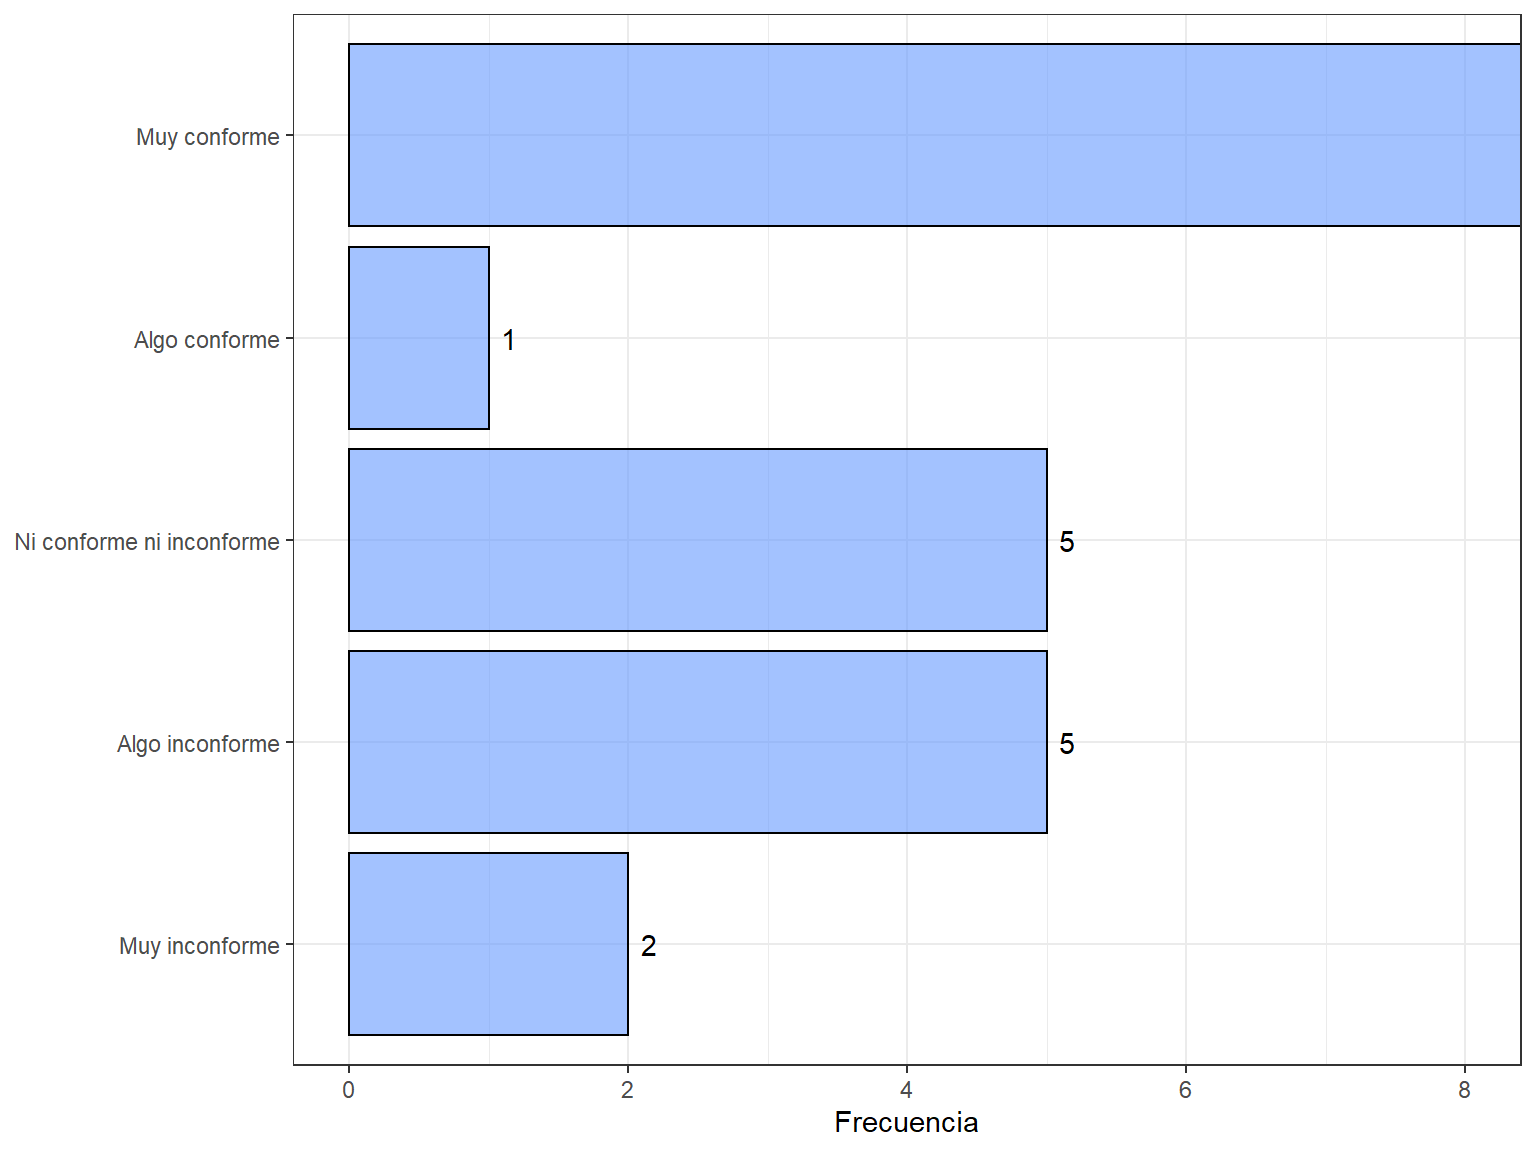 Muy conforme
Algo conforme
1
Ni conforme ni inconforme
5
Algo inconforme
5
Muy inconforme
2
0 2 4 6 8
Frecuencia